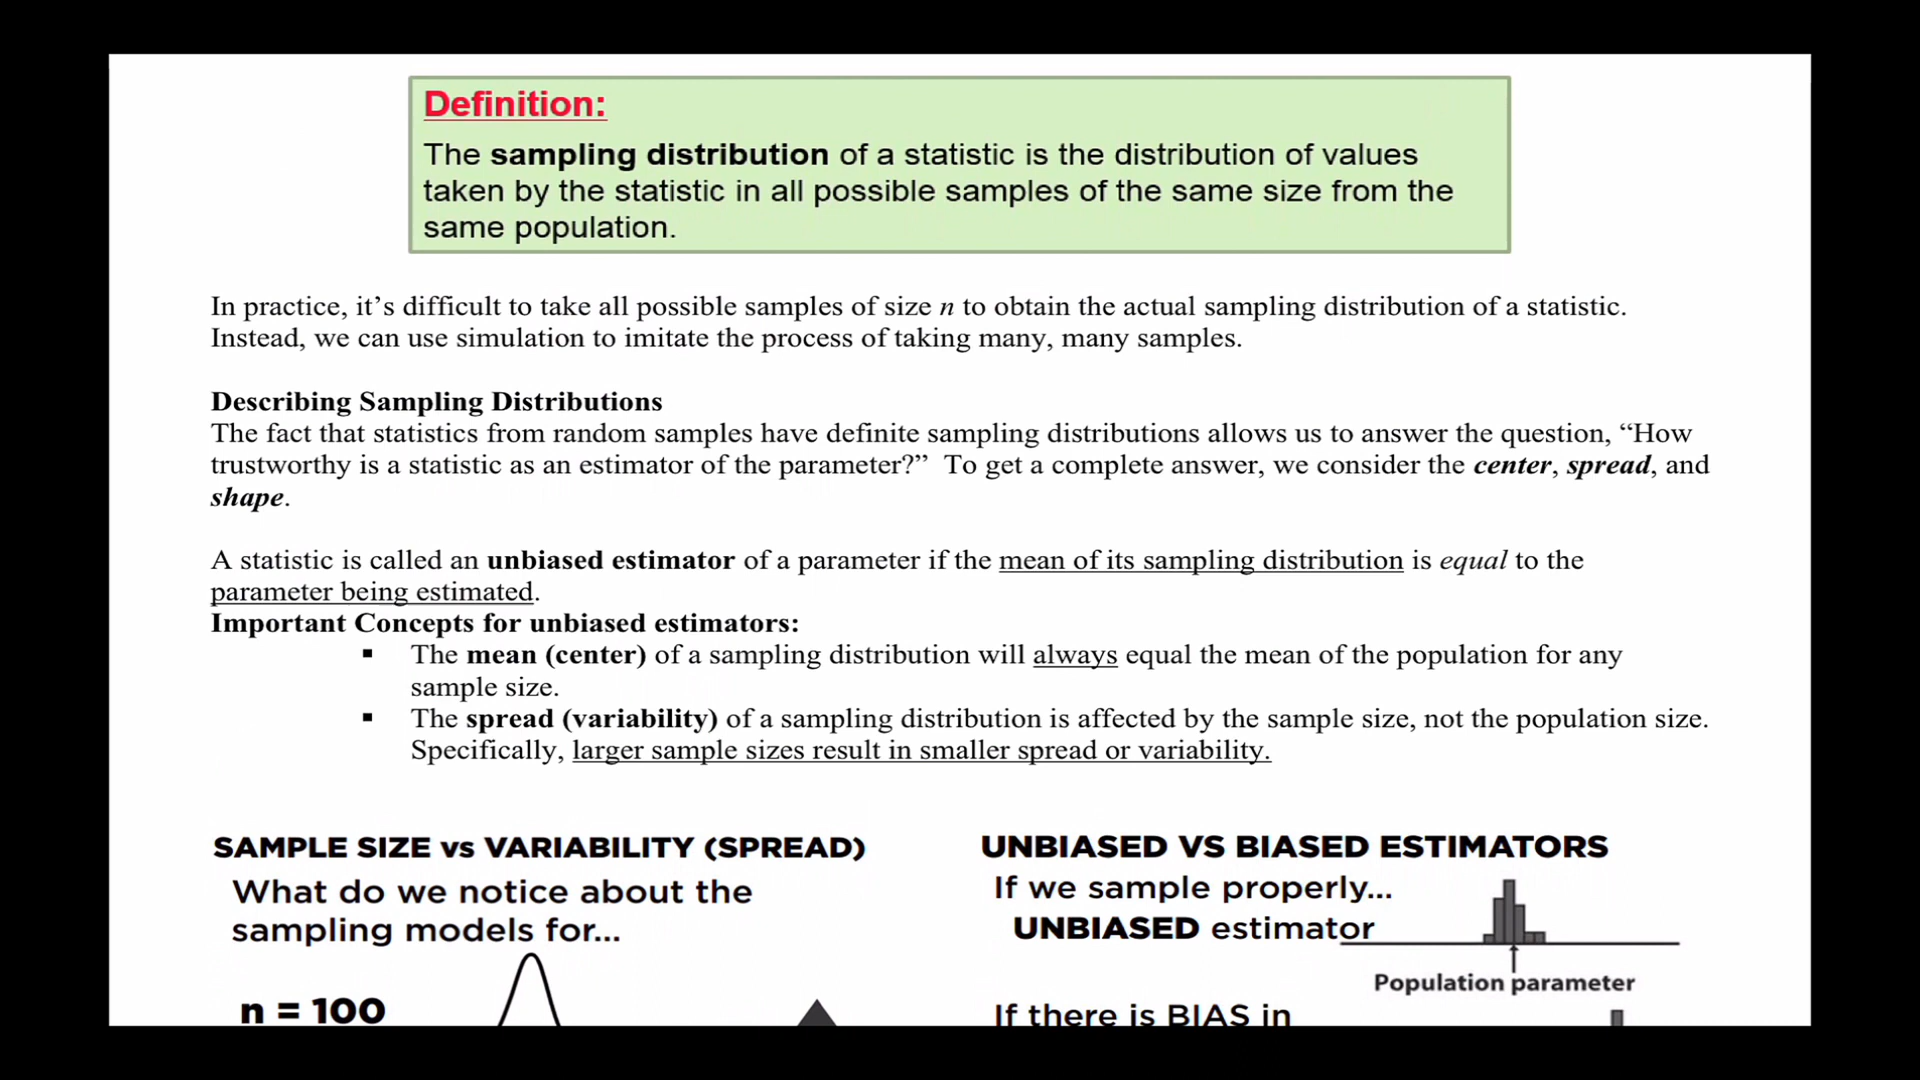 Definition:
The sampling distribution of a statistic is the distribution of values
taken by the statistic in all possible samples of the same size from the
same population.
In practice, it’s difficult to take all possible samples of size n to obtain the actual sampling distribution of a statistic.
Instead, we can use simulation to imitate the process of taking many, many samples.
Describing Sampling Distributions
The fact that statistics from random samples have definite sampling distributions allows us to answer the question, “How
trustworthy is a statistic as an estimator of the parameter?”  To get a complete answer, we consider the center, spread, and
shape.
A statistic is called an unbiased estimator of a parameter if the mean of its sampling distribution is equal to the
parameter being estimated.
Important Concepts for unbiased estimators:
▪ The mean (center) of a sampling distribution will always equal the mean of the population for any
sample size.
▪ The spread (variability) of a sampling distribution is affected by the sample size, not the population size.
Specifically, larger sample sizes result in smaller spread or variability.
SAMPLE SIZE vs VARIABILITY (SPREAD)
What do we notice about the
sampling models for...
n = 100
UNBIASED VS BIASED ESTIMATORS
If we sample properly...
UNBIASED estimator
Population parameter
If there is BIAS in